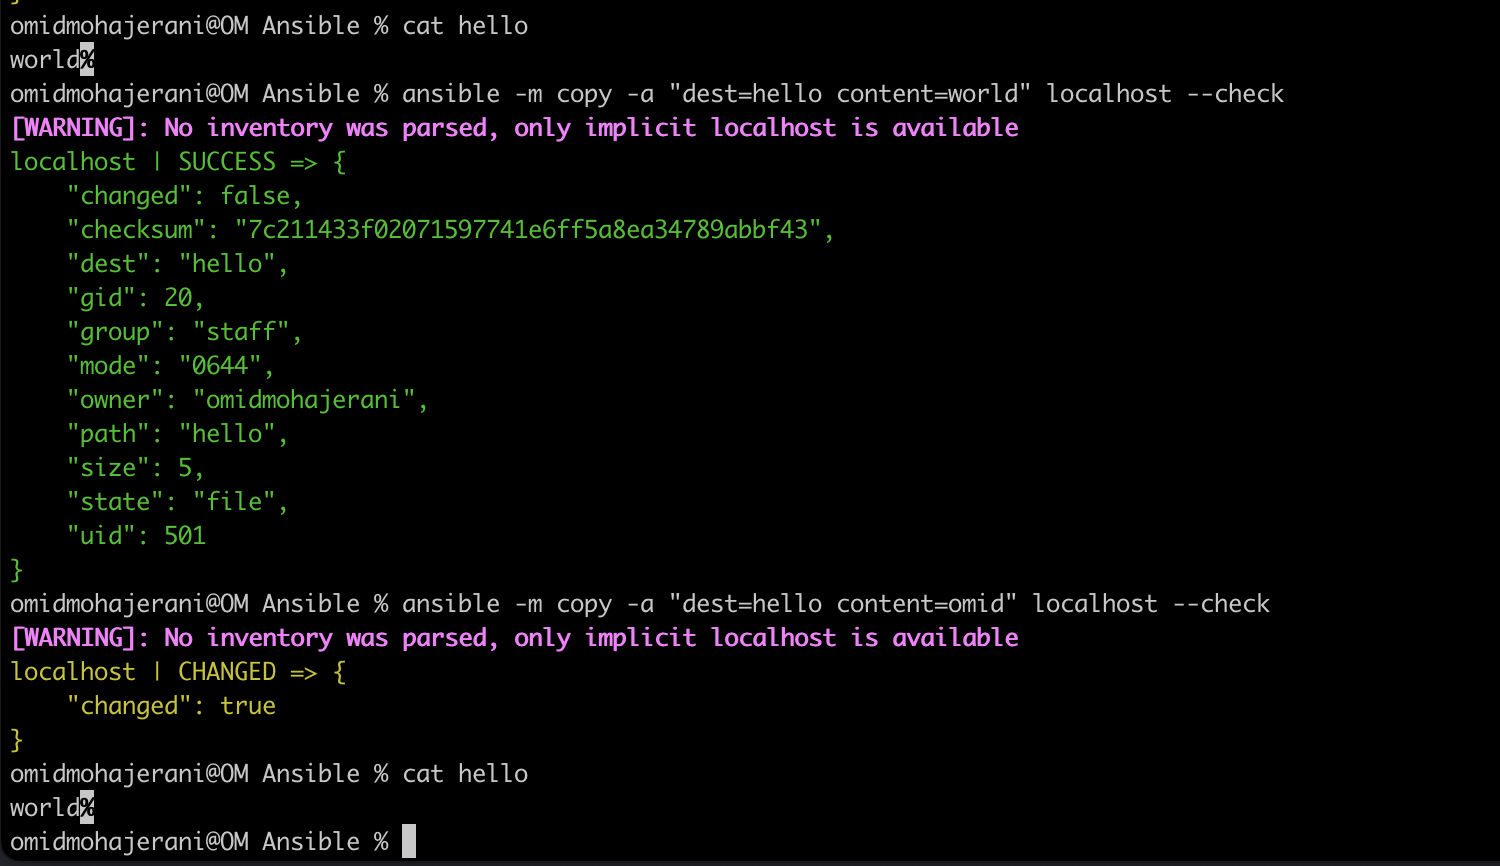 }
omidmohajerani@OM Ansible % cat hello
world%
omidmohajerani@OM Ansible % ansible -m copy -a "dest=hello content=world" localhost --check
[WARNING]: No inventory was parsed, only implicit localhost is available
localhost | SUCCESS => {
    "changed": false,
    "checksum": "7c211433f02071597741e6ff5a8ea34789abbf43",
    "dest": "hello",
    "gid": 20,
    "group": "staff",
    "mode": "0644",
    "owner": "omidmohajerani",
    "path": "hello",
    "size": 5,
    "state": "file",
    "uid": 501
}
omidmohajerani@OM Ansible % ansible -m copy -a "dest=hello content=omid" localhost --check
[WARNING]: No inventory was parsed, only implicit localhost is available
localhost | CHANGED => {
    "changed": true
}
omidmohajerani@OM Ansible % cat hello
world%
omidmohajerani@OM Ansible %